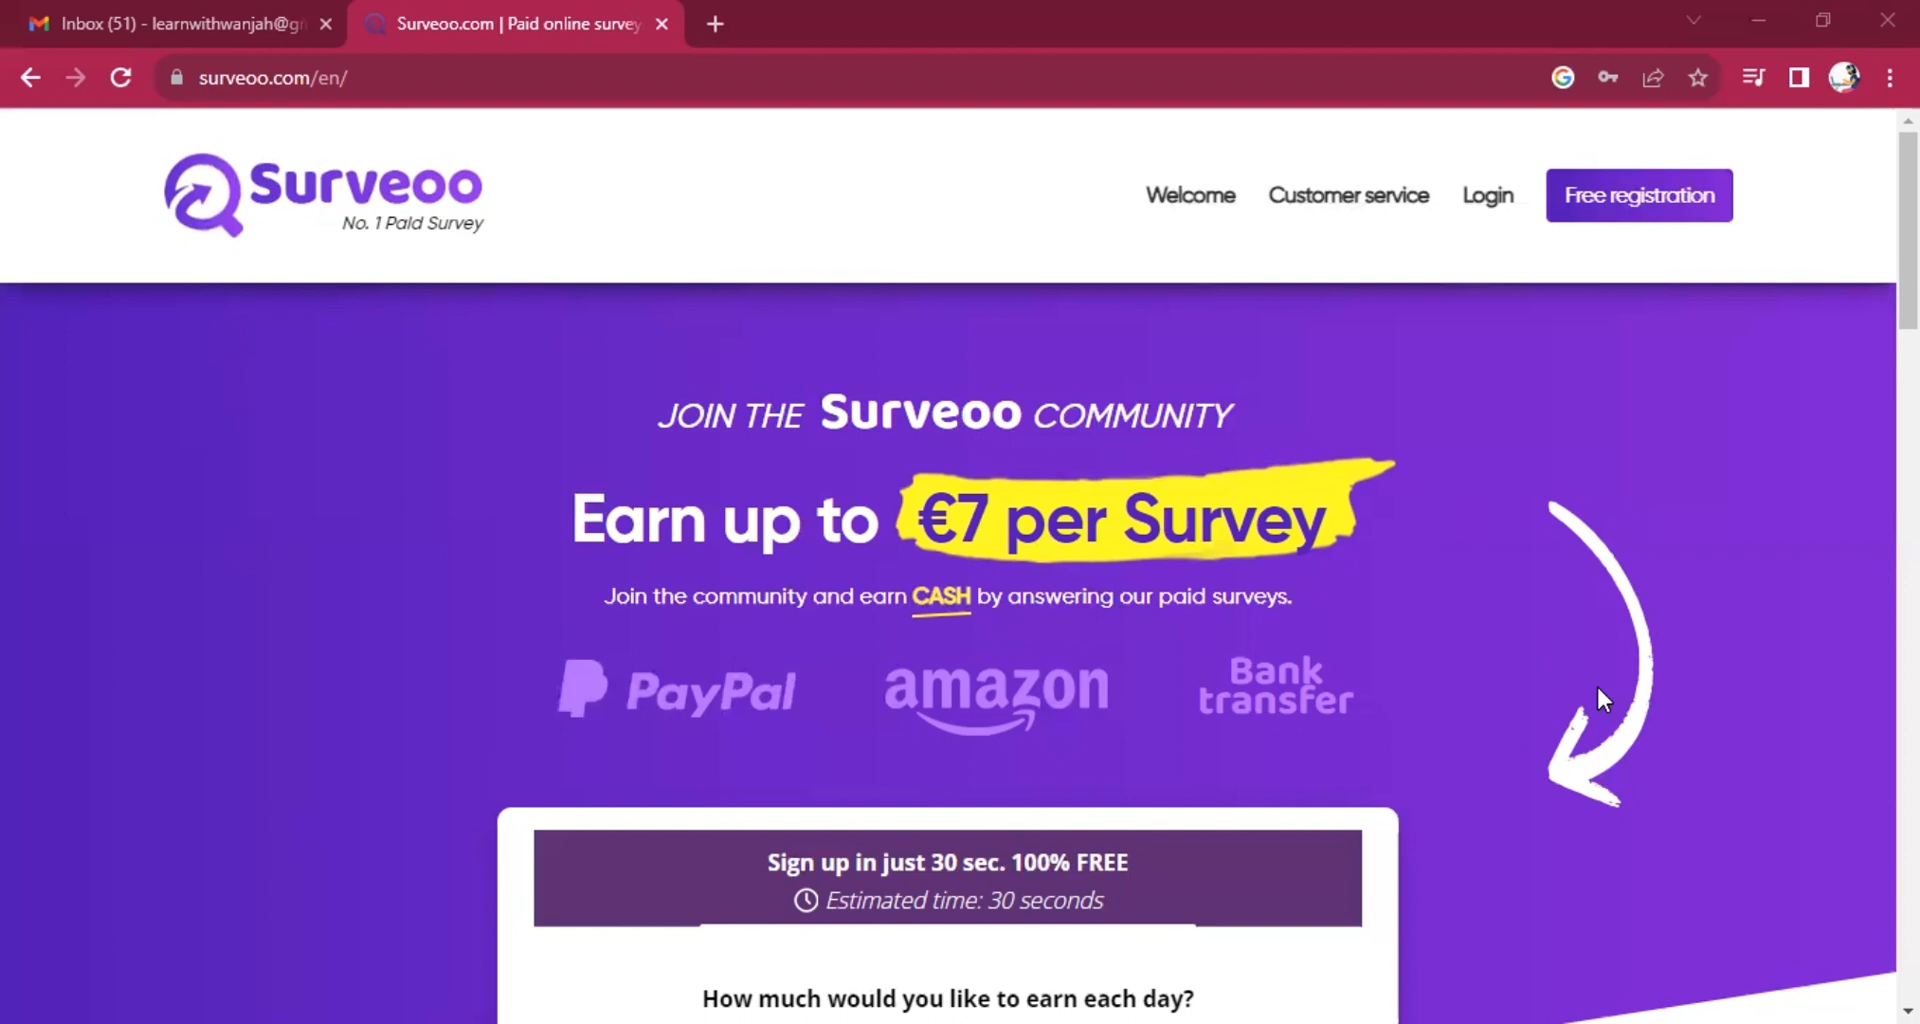 Inbox (51) - learnwithwanjah@g
Surveoo.com | Paid online survey
surveoo.com/en/
Surveoo
No. 1 Paid Survey
Welcome
Customer service
Login
Free registration
JOIN THE Surveoo COMMUNITY
Earn up to €7 per Survey
Join the community and earn CASH by answering our paid surveys.
PayPal
amazon
Bank
transfer
Sign up in just 30 sec. 100% FREE
Estimated time: 30 seconds
How much would you like to earn each day?